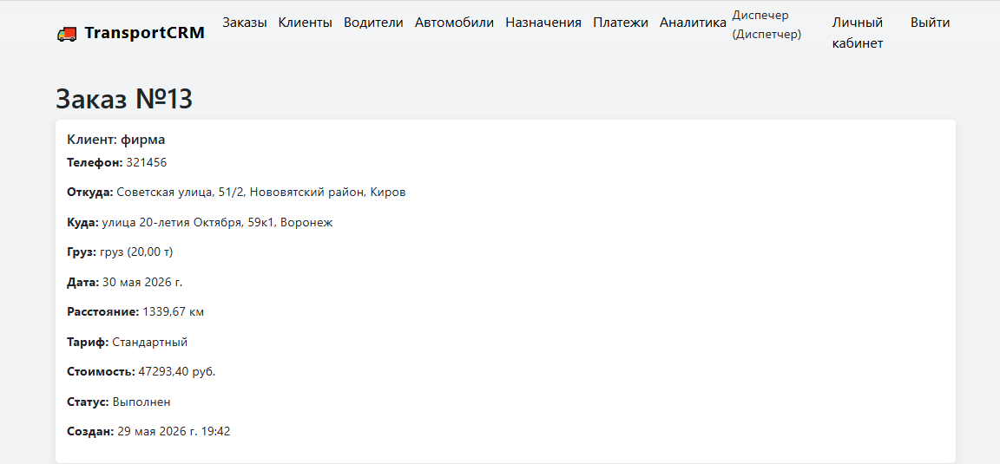 TransportCRM
Заказы Клиенты Водители Автомобили Назначения Платежи Аналитика
Диспечер
(Диспетчер)
Личный
кабинет
Выйти
Заказ №13
Клиент: фирма
Телефон: 321456
Откуда: Советская улица, 51/2, Нововятский район, Киров
Куда: улица 20-летия Октября, 59к1, Воронеж
Груз: груз (20,00 т)
Дата: 30 мая 2026 г.
Расстояние: 1339,67 км
Тариф: Стандартный
Стоимость: 47293,40 руб.
Статус: Выполнен
Создан: 29 мая 2026 г. 19:42